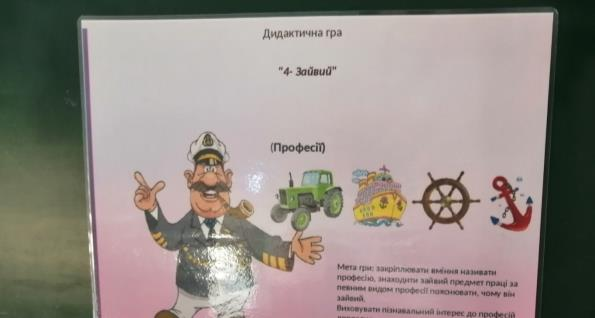 Дидактична гра
"4- Зайвий"
(Професії)
Мета гри: закріплювати вміння називати
професію, знаходити зайвий предмет праці за
певним видом професії пояснювати, чому він
зайвий.
Виховувати пізнавальний інтерес до професій